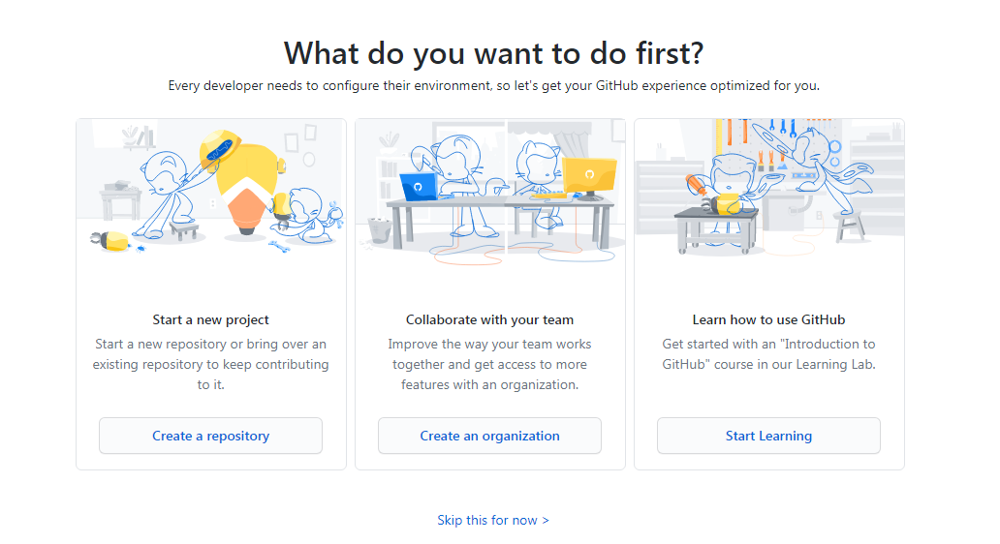 What do you want to do first?
Every developer needs to configure their environment, so let's get your GitHub experience optimized for you.
Start a new project
Start a new repository or bring over an
existing repository to keep contributing
to it.
Create a repository
Collaborate with your team
Improve the way your team works
together and get access to more
features with an organization.
Create an organization
Learn how to use GitHub
Get started with an "Introduction to
GitHub" course in our Learning Lab.
Start Learning
Skip this for now >